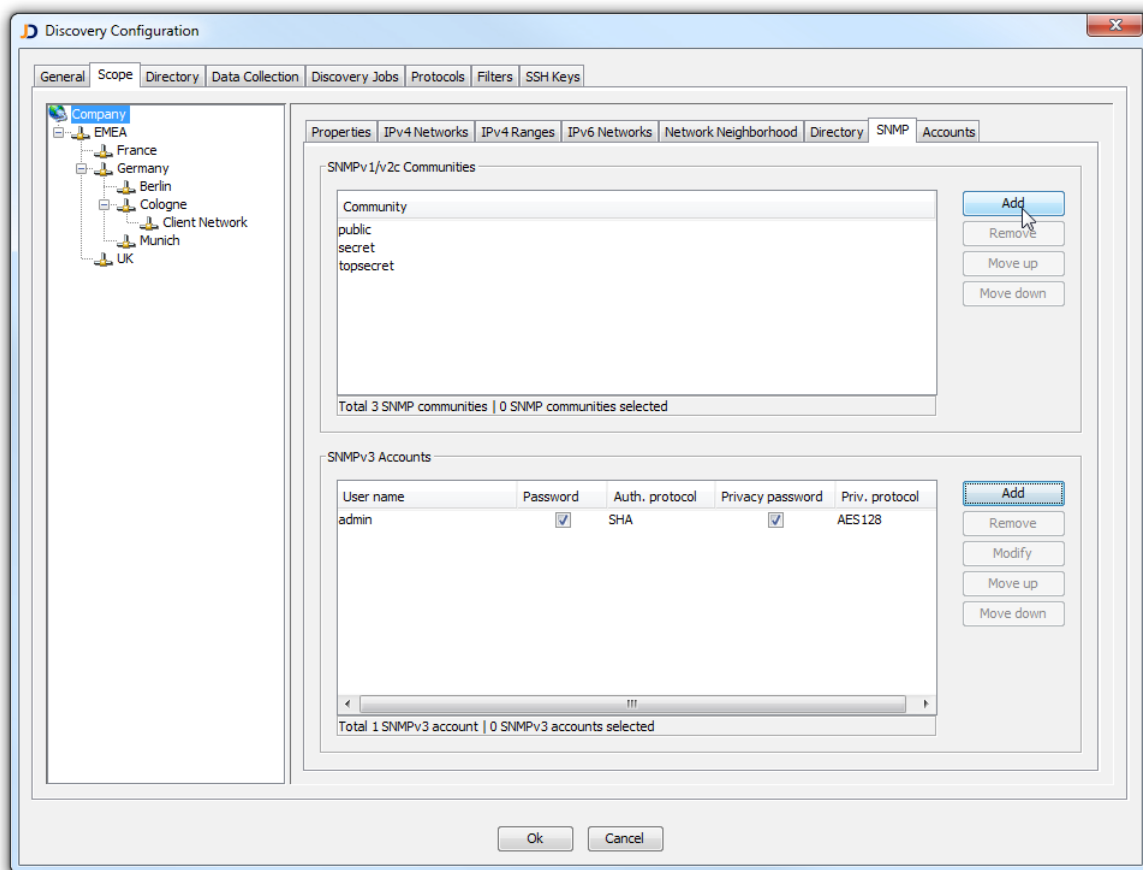 Discovery Configuration
General Scope Directory Data Collection Discovery Jobs Protocols Filters SSH Keys
Company
EMEA
France
Germany
Berlin
Cologne
Client Network
Munich
UK
Properties IPv4 Networks IPv4 Ranges IPv6 Networks Network Neighborhood Directory SNMP Accounts
SNMPv1/v2c Communities
Community
public
secret
topsecret
Total 3 SNMP communities | 0 SNMP communities selected
Add
Remove
Move up
Move down
SNMPv3 Accounts
User name Password Auth. protocol Privacy password Priv. protocol
admin SHA AES128
Total 1 SNMPv3 account | 0 SNMPv3 accounts selected
Add
Remove
Modify
Move up
Move down
Ok Cancel